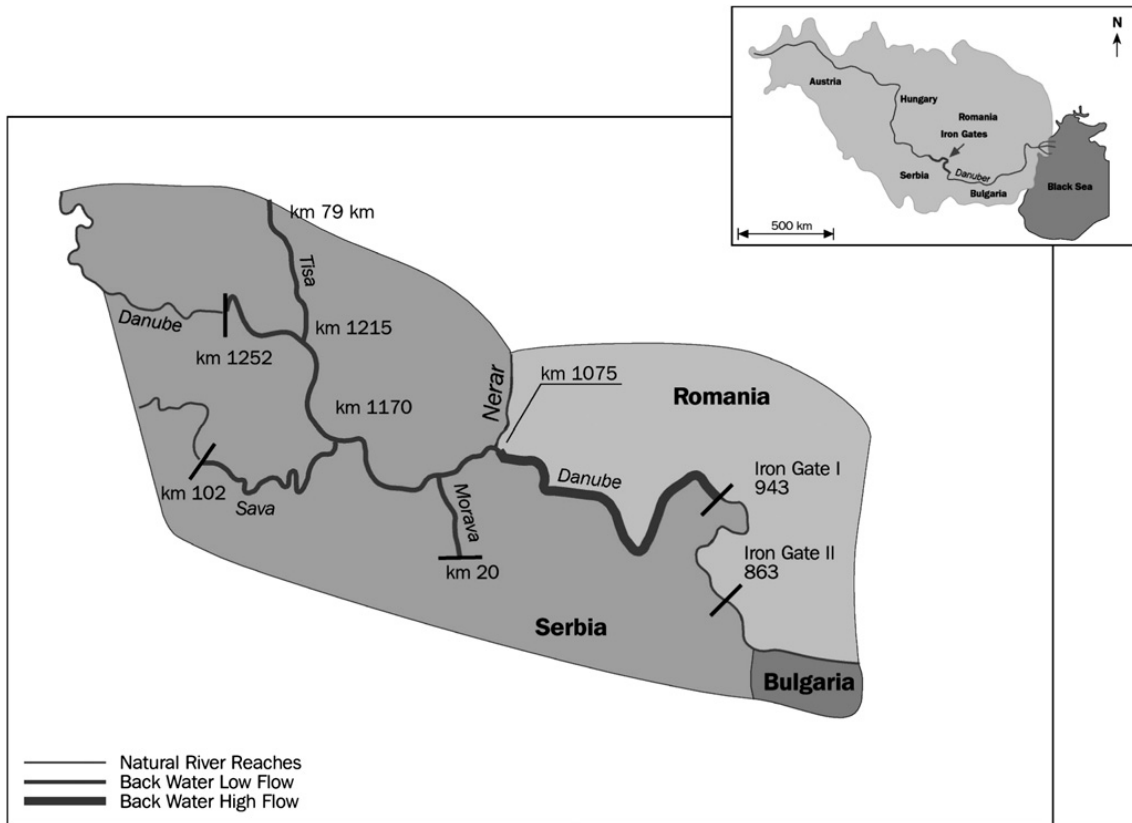 N
Austria
Hungary
Romania
Iron Gates
Serbia
Danuber
Bulgaria
Black Sea
500 km
km 79 km
Tisa
Danube
km 1215
km 1252
km 1170
Nerar
km 1075
Romania
km 102
Sava
Morava
km 20
Danube
Iron Gate I
943
Iron Gate II
863
Serbia
Bulgaria
Natural River Reaches
Back Water Low Flow
Back Water High Flow